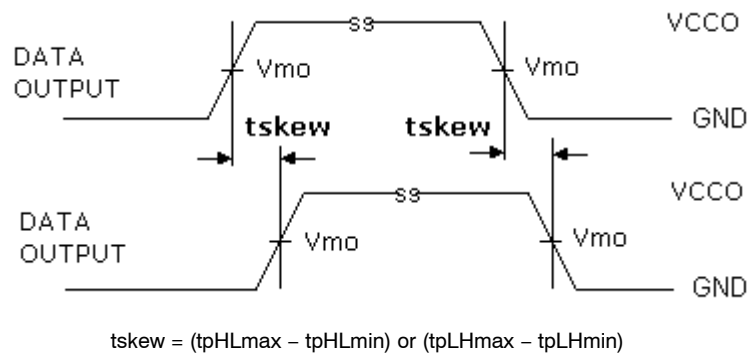 VCCO
DATA
OUTPUT
Vmo
Vmo
GND
tskew
tskew
VCCO
DATA
OUTPUT
Vmo
Vmo
GND
tskew = (tpHLmax − tpHLmin) or (tpLHmax − tpLHmin)